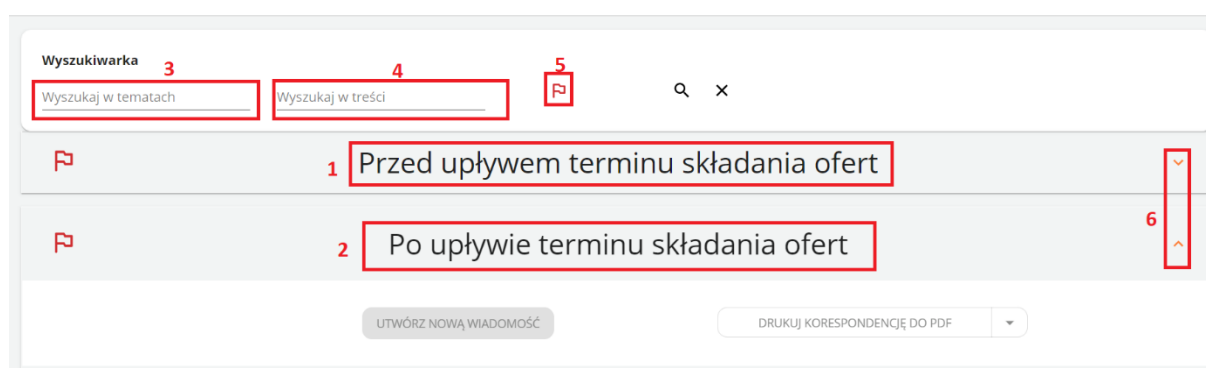 Wyszukiwarka
3 4 5
Wyszukaj w tematach Wyszukaj w treści
1 Przed upływem terminu składania ofert
6
2 Po upływie terminu składania ofert
UTWÓRZ NOWĄ WIADOMOŚĆ DRUKUJ KORESPONDENCJĘ DO PDF